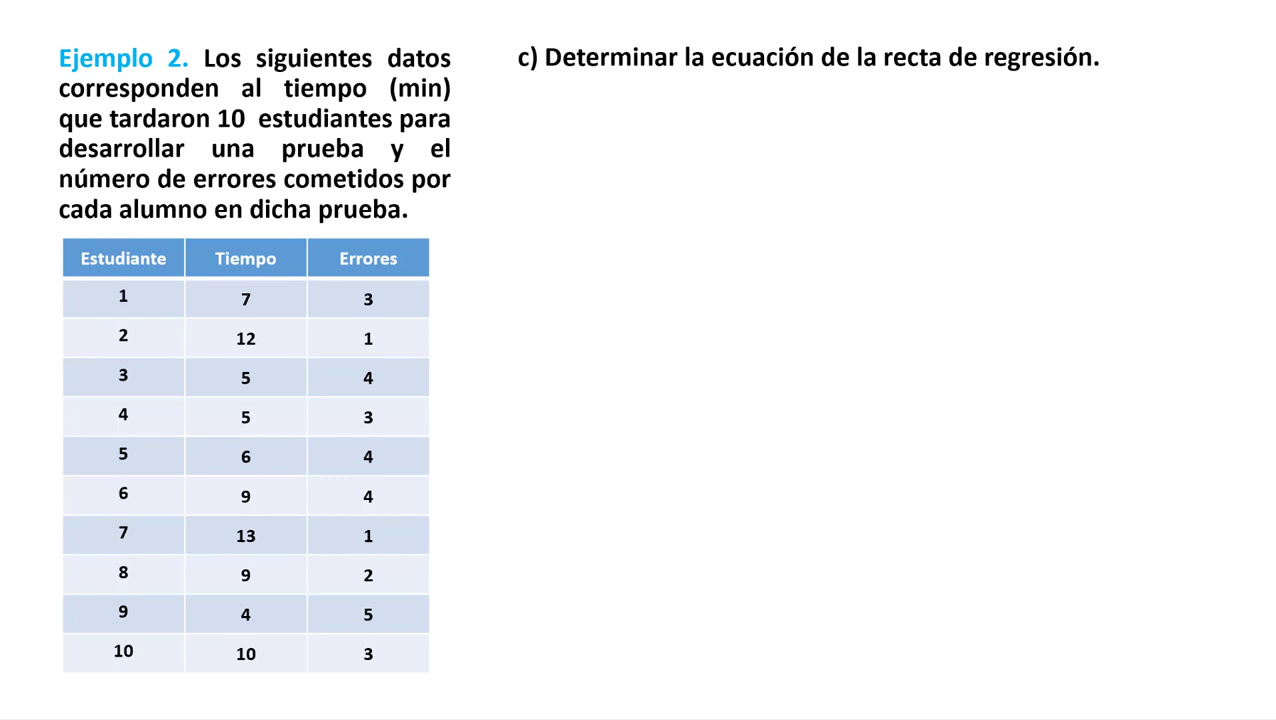 Ejemplo 2. Los siguientes datos
corresponden al tiempo (min)
que tardaron 10 estudiantes para
desarrollar una prueba y el
número de errores cometidos por
cada alumno en dicha prueba.
c) Determinar la ecuación de la recta de regresión.
Estudiante Tiempo Errores
1 7 3
2 12 1
3 5 4
4 5 3
5 6 4
6 9 4
7 13 1
8 9 2
9 4 5
10 10 3